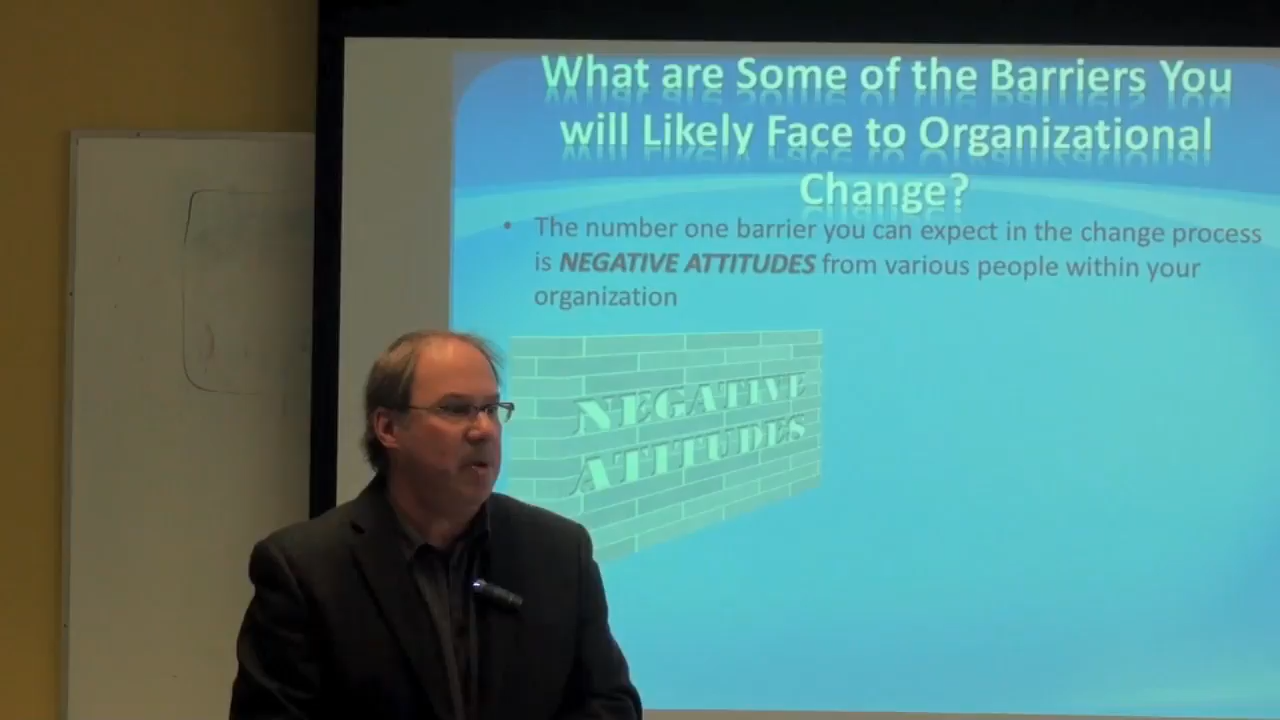 What are Some of the Barriers You
will Likely Face to Organizational
Change?
• The number one barrier you can expect in the change process
is NEGATIVE ATTITUDES from various people within your
organization
NEGATIVE
ATTITUDES